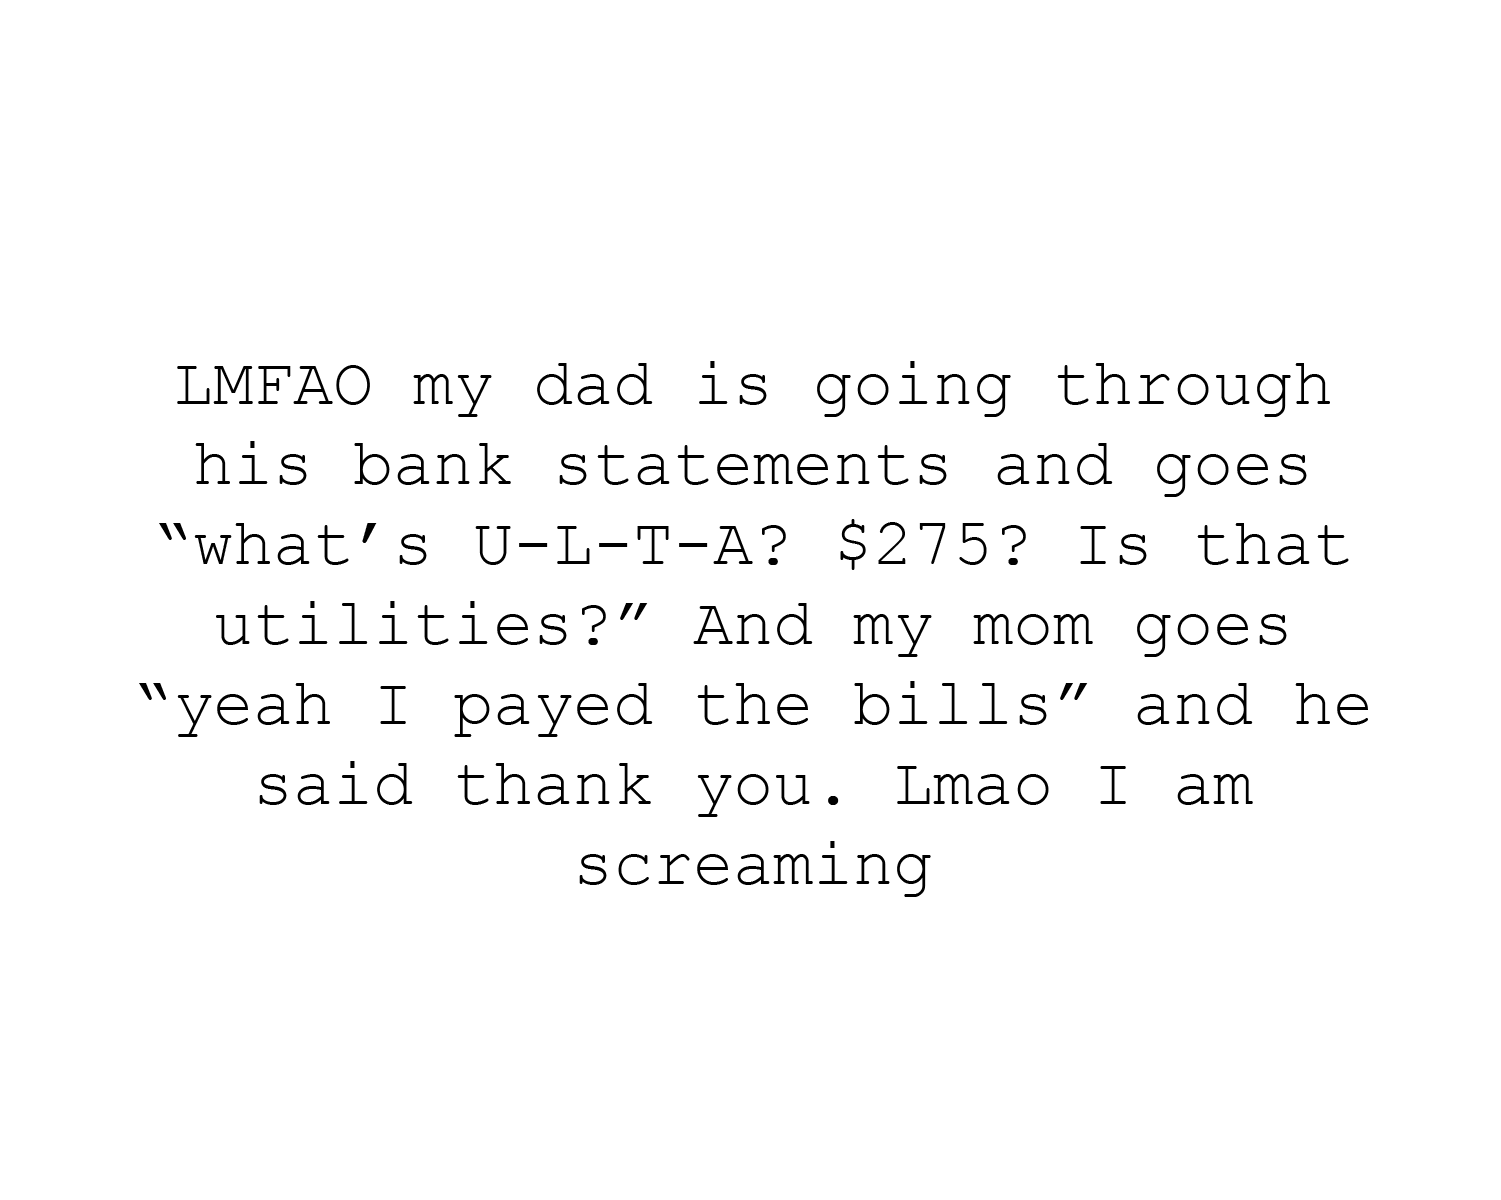 LMFAO my dad is going through
his bank statements and goes
“what’s U-L-T-A? $275? Is that
utilities?” And my mom goes
“yeah I payed the bills” and he
said thank you. Lmao I am
screaming